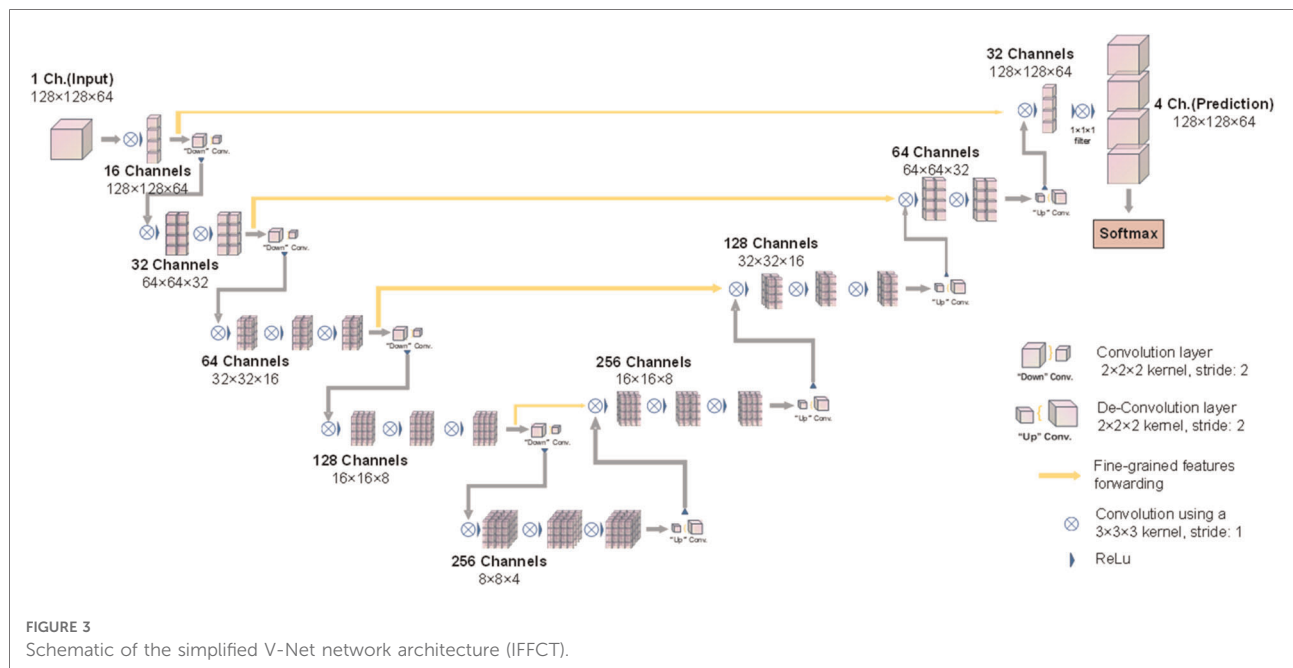 1 Ch.(Input)
128×128×64
"Down" Conv.
16 Channels
128×128×64
"Down" Conv.
32 Channels
64×64×32
"Down" Conv.
64 Channels
32×32×16
"Down" Conv.
128 Channels
16×16×8
256 Channels
8×8×4
"Up" Conv.
256 Channels
16×16×8
"Up" Conv.
128 Channels
32×32×16
"Up" Conv.
64 Channels
64×64×32
"Up" Conv.
32 Channels
128×128×64
1×1×1
filter
4 Ch.(Prediction)
128×128×64
Softmax
"Down" Conv.
Convolution layer
2×2×2 kernel, stride: 2
"Up" Conv.
De-Convolution layer
2×2×2 kernel, stride: 2
Fine-grained features
forwarding
Convolution using a
3×3×3 kernel, stride: 1
ReLu
FIGURE 3
Schematic of the simplified V-Net network architecture (IFFCT).